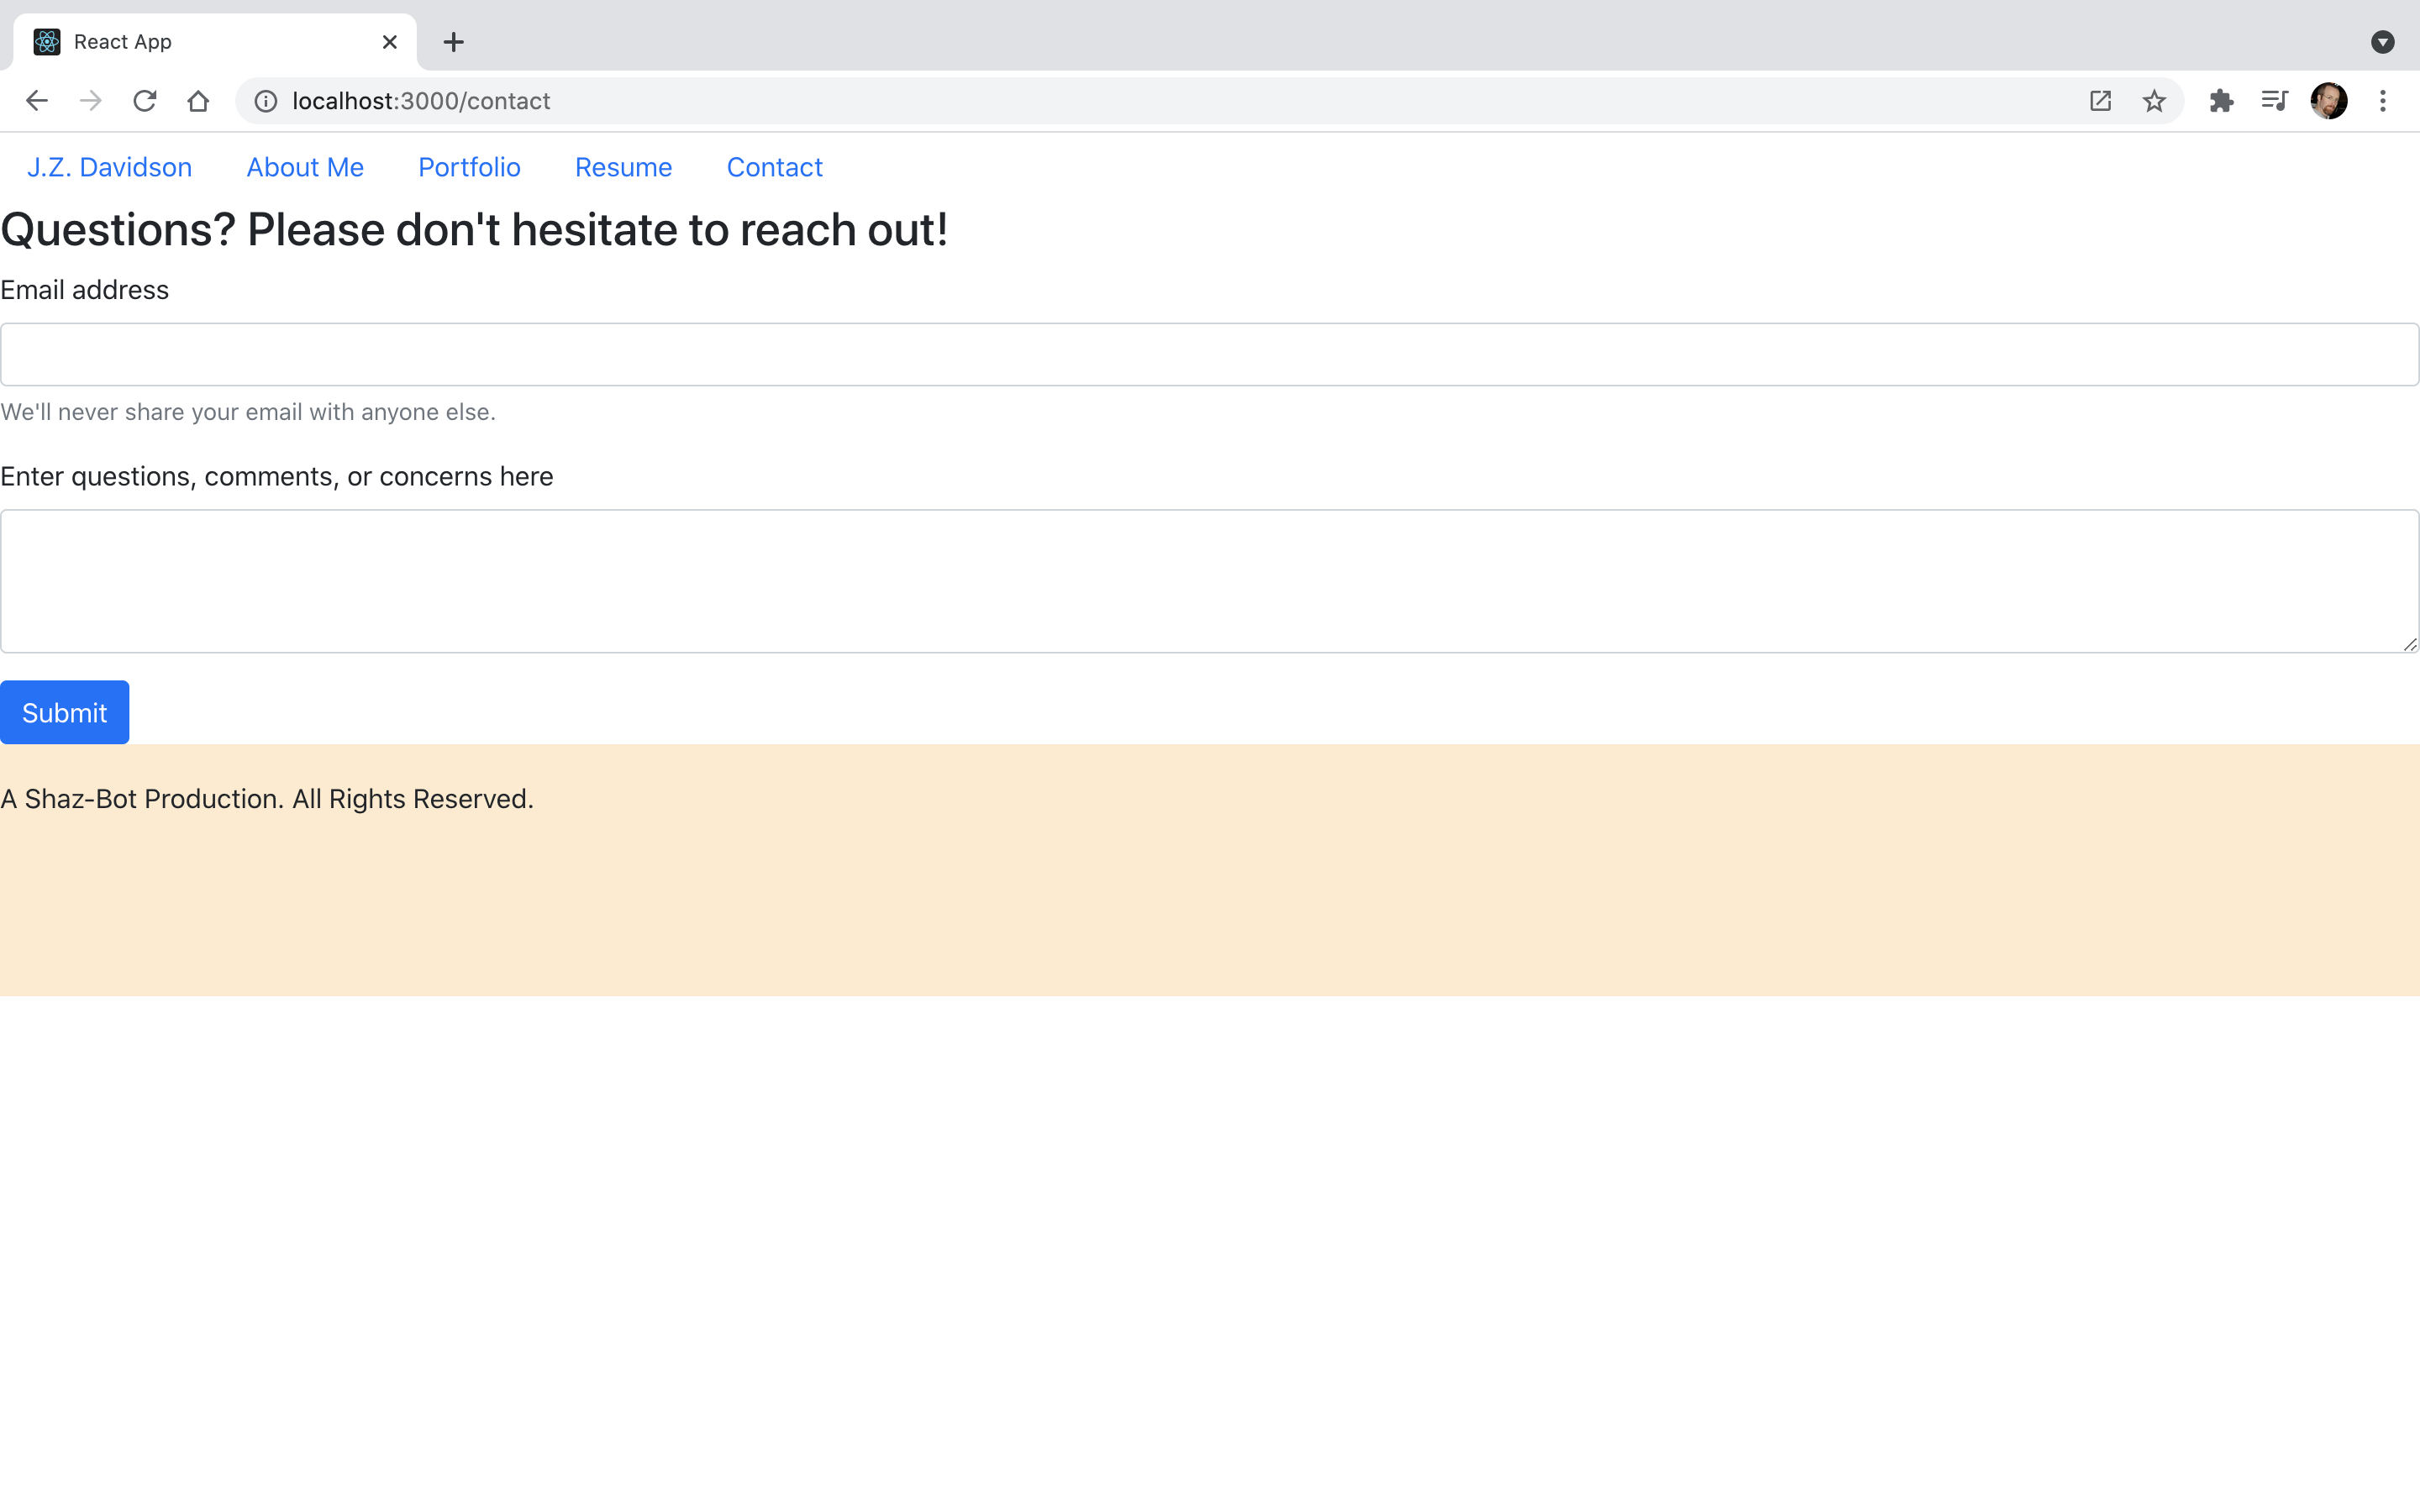 React App
localhost:3000/contact
J.Z. Davidson About Me Portfolio Resume Contact
Questions? Please don't hesitate to reach out!
Email address
We'll never share your email with anyone else.
Enter questions, comments, or concerns here
Submit
A Shaz-Bot Production. All Rights Reserved.